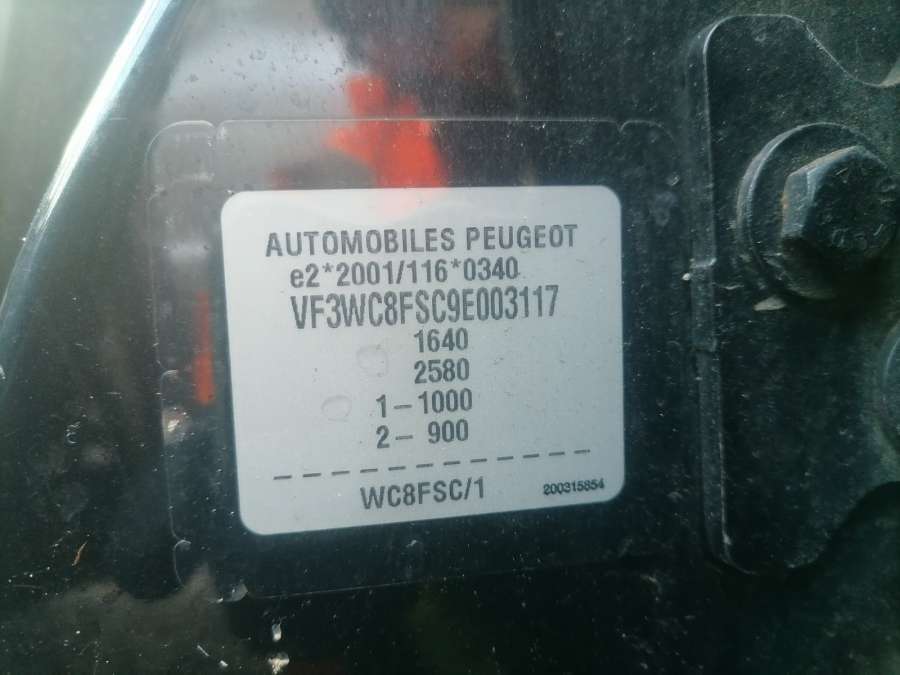 AUTOMOBILES PEUGEOT
e2*2001/116*0340
VF3WC8FSC9E003117
1640
2580
1-1000
2- 900
WC8FSC/1 200315854